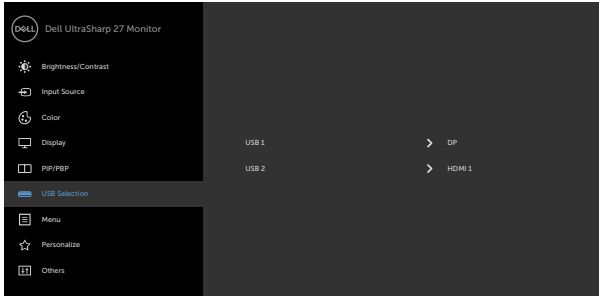 DELL Dell UltraSharp 27 Monitor
Brightness/Contrast
Input Source
Color
Display
USB 1 DP
PIP/PBP
USB 2 HDMI 1
USB Selection
Menu
Personalize
Others